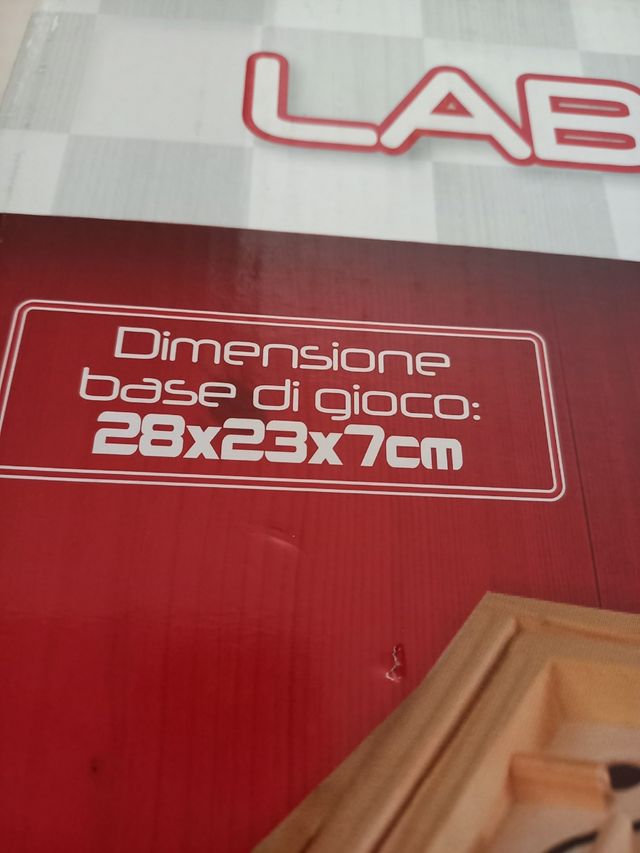 LAB
Dimensione
base di gioco:
28x23x7cm